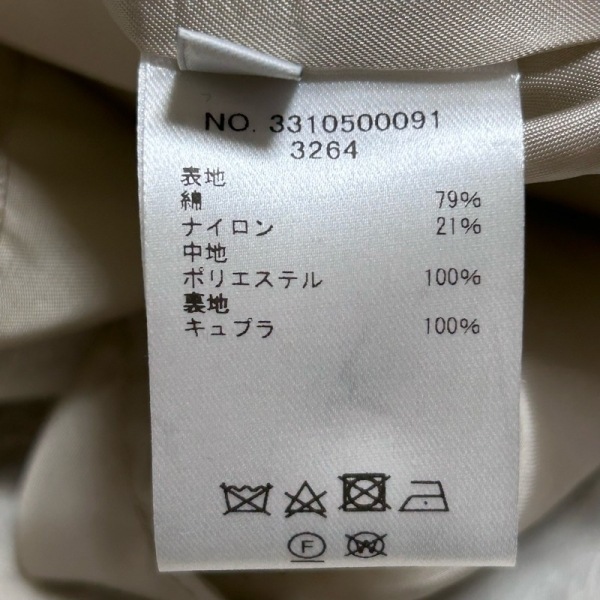 NO. 3310500091
3264
表地
綿 79%
ナイロン 21%
中地
ポリエステル 100%
裏地
キュプラ 100%
F
W